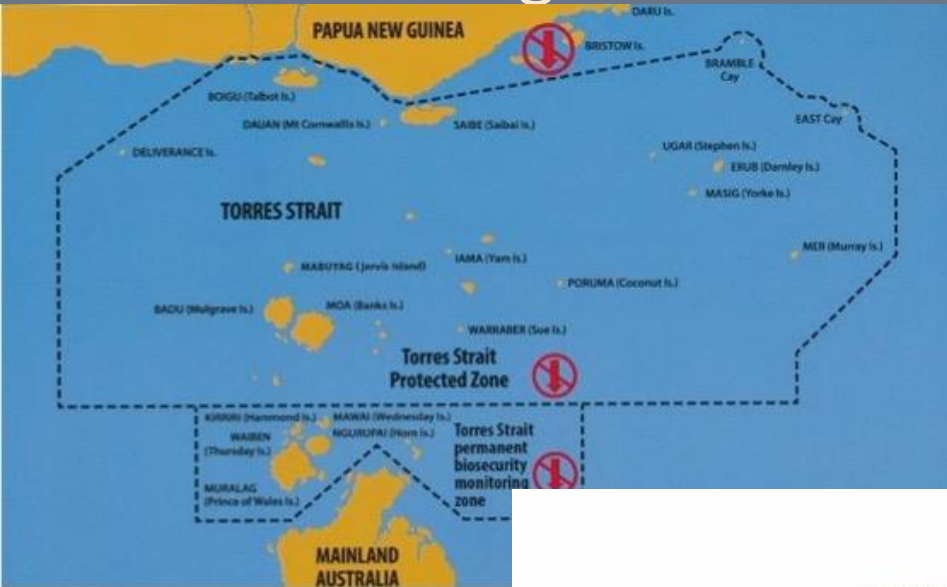 DARU Is.
PAPUA NEW GUINEA
BRISTOW Is.
BRAMBLE
Cay
BOIGU (Talbot Is.)
EAST Cay
DAUAN (Mt Cornwallis Is.)
SAIBE (Saibai Is.)
DELIVERANCE Is.
UGAR (Stephen Is.)
ERUB (Darnley Is.)
MASIG (Yorke Is.)
TORRES STRAIT
MER (Murray Is.)
IAMA (Yam Is.)
MABUYAG (Jervis Island)
PORUMA (Coconut Is.)
BADU (Mulgrave Is.)
MOA (Banks Is.)
WARRABER (Sue Is.)
Torres Strait
Protected Zone
KIRIRI (Hammond Is.)
MAWAI (Wednesday Is.)
WAIBEN
(Thursday Is.)
NGURUPAI (Horn Is.)
Torres Strait
permanent
biosecurity
monitoring
zone
MURALAG
(Prince of Wales Is.)
MAINLAND
AUSTRALIA